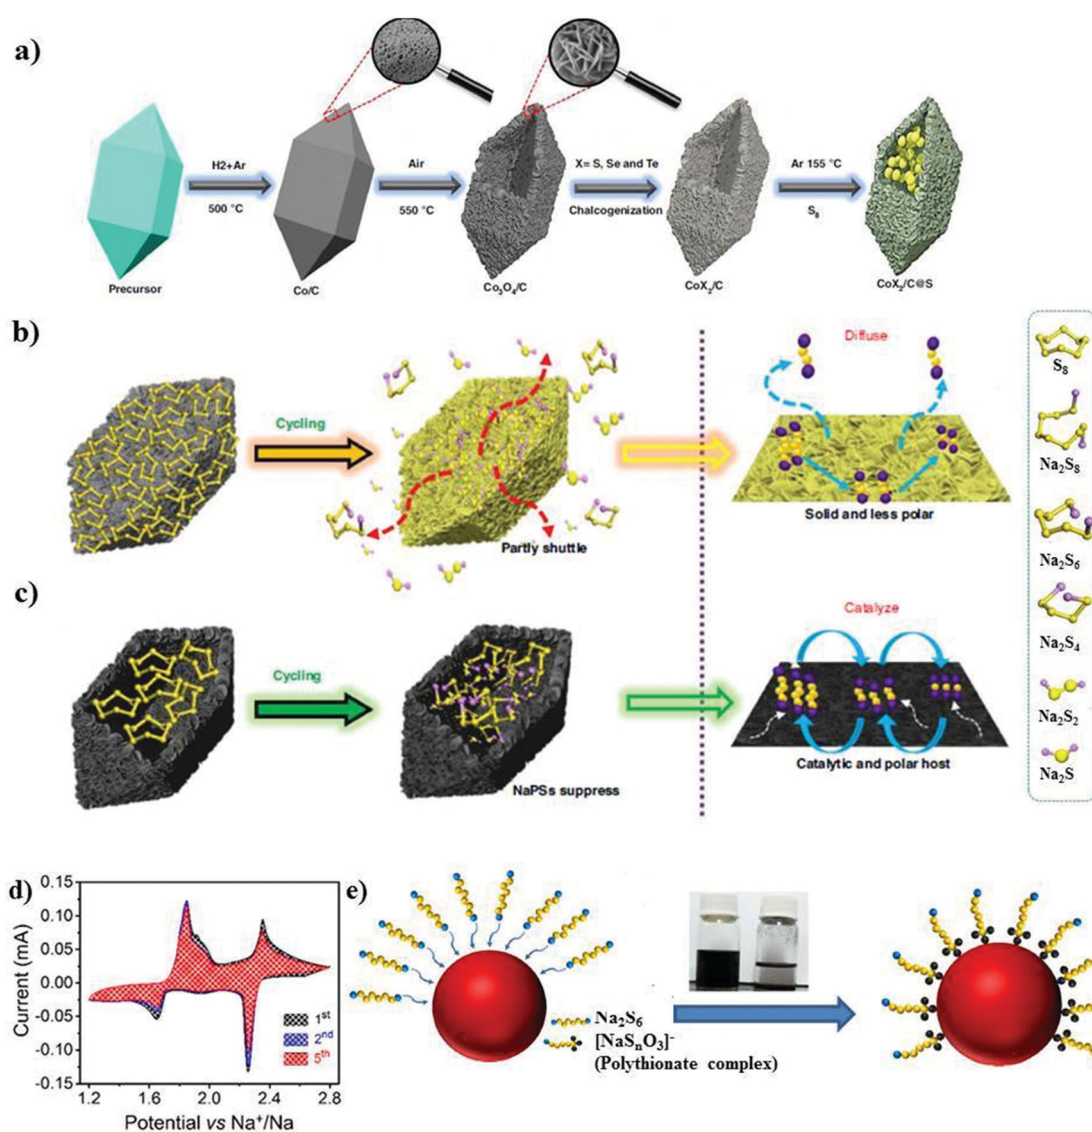 a)
H2+Ar
500 °C
Air
550 °C
X= S, Se and Te
Chalcogenization
Ar 155 °C
S₈
Precursor
Co/C
Co₃O₄/C
CoX₂/C
CoX₂/C@S
b)
Cycling
Partly shuttle
Diffuse
Solid and less polar
c)
Cycling
NaPSs suppress
Catalyze
Catalytic and polar host
S₈
Na₂S₈
Na₂S₆
Na₂S₄
Na₂S₂
Na₂S
d)
Current (mA)
0.15
0.10
0.05
0.00
-0.05
-0.10
-0.15
1ˢᵗ
2ⁿᵈ
5ᵗʰ
1.2 1.6 2.0 2.4 2.8
Potential vs Na⁺/Na
e)
Na₂S₆
[NaSₙO₃]⁻
(Polythionate complex)